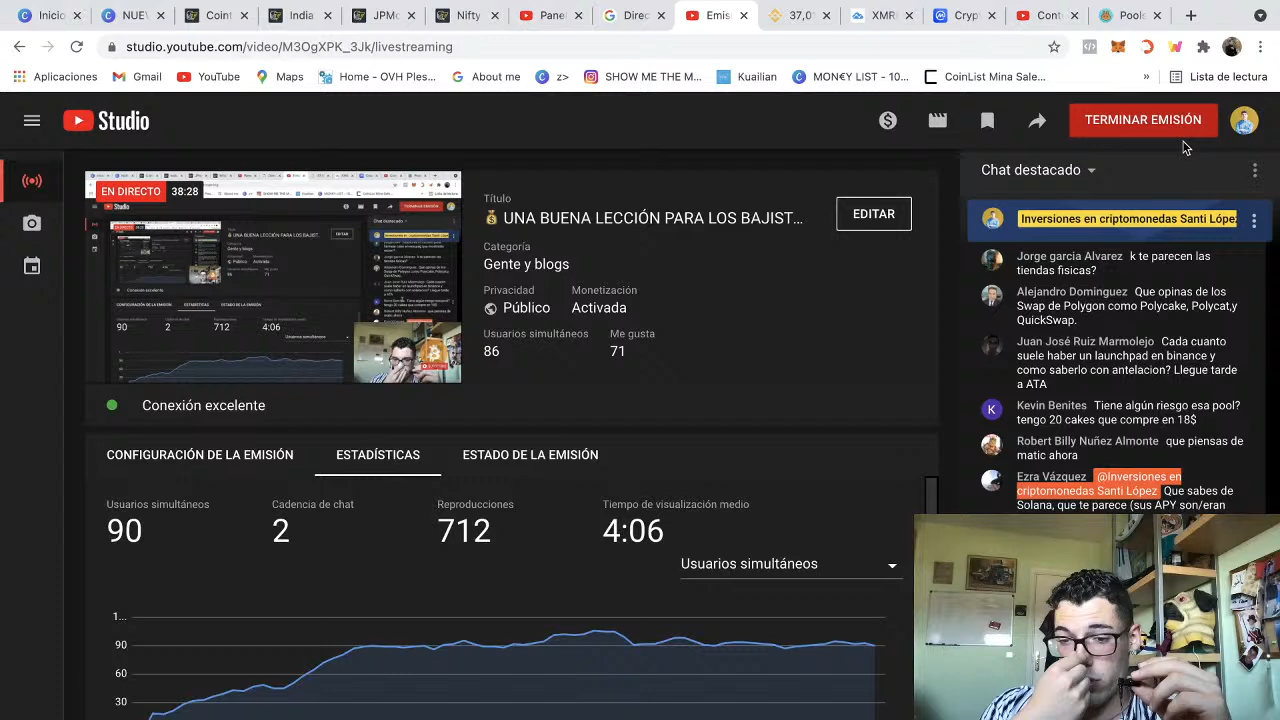 NUE
Coin
India
JPMc
Nifty
Pane
Direc
Emis
37,0
XMRI
Cryp
Cont
Pools
studio.youtube.com/video/M3OgXPK_3Jk/livestreaming
Aplicaciones
Gmail
YouTube
Maps
Home - OVH Ples...
About me
z>
SHOW ME THE M...
Kuailian
MON€Y LIST - 10...
CoinList Mina Sale...
»
Lista de lectura
Studio
TERMINAR EMISIÓN
EN DIRECTO 38:28
Título
UNA BUENA LECCIÓN PARA LOS BAJIST...
EDITAR
Categoría
Gente y blogs
Privacidad
Monetización
Público
Activada
Usuarios simultáneos
Me gusta
86
71
Conexión excelente
CONFIGURACIÓN DE LA EMISIÓN
ESTADÍSTICAS
ESTADO DE LA EMISIÓN
Usuarios simultáneos
Cadencia de chat
Reproducciones
Tiempo de visualización medio
90
2
712
4:06
Usuarios simultáneos
1...
90
60
30
Chat destacado
Inversiones en criptomonedas Santi López
Jorge garcia Alvarez k te parecen las
tiendas físicas?
Alejandro Dominguez Que opinas de los
Swap de Polygon como Polycake, Polycat,y
QuickSwap.
Juan José Ruiz Marmolejo Cada cuanto
suele haber un launchpad en binance y
como saberlo con antelacion? Llegue tarde
a ATA
K
Kevin Benites Tiene algún riesgo esa pool?
tengo 20 cakes que compre en 18$
Robert Billy Nuñez Almonte que piensas de
matic ahora
Ezra Vázquez @Inversiones en
criptomonedas Santi López Que sabes de
Solana, que te parece (sus APY son/eran